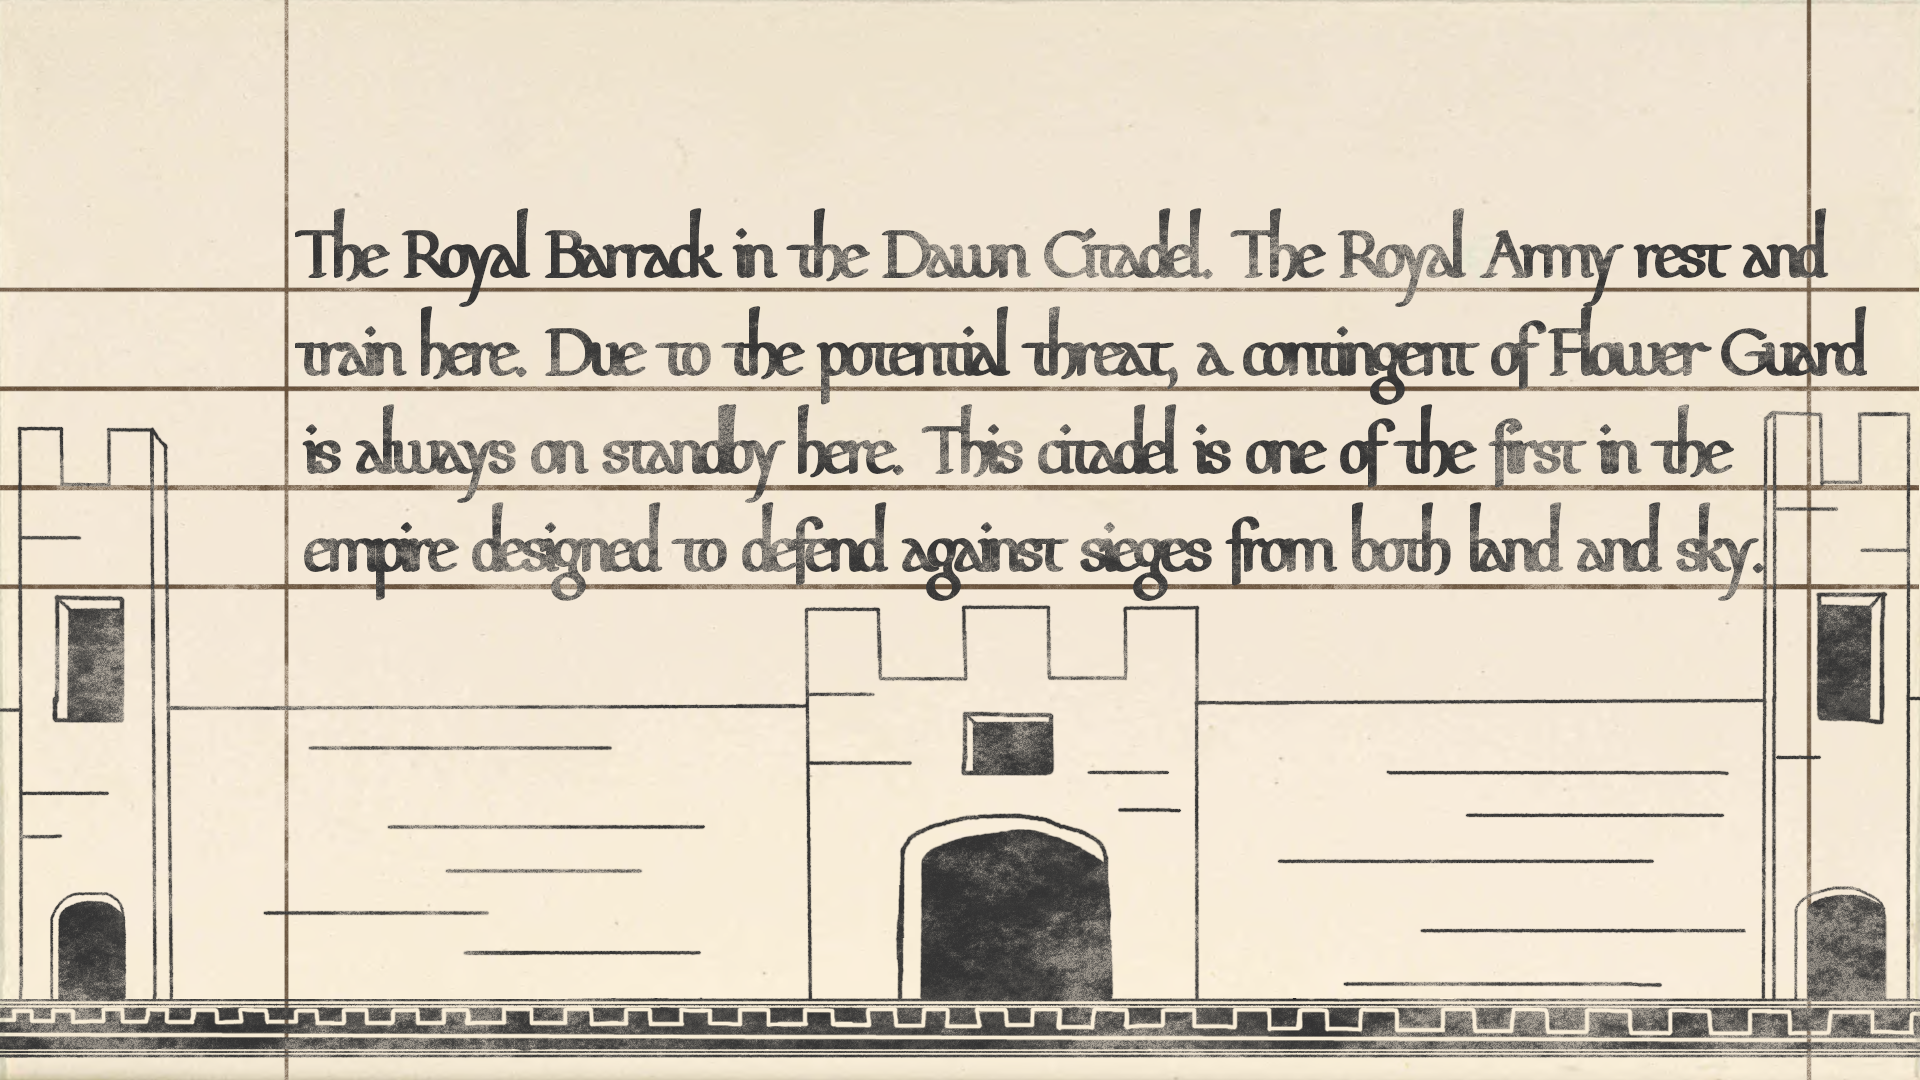 The Royal Barrack in the Dawn Citadel. The Royal Army rest and
train here. Due to the potential threat, a contingent of Flower Guard
is always on standby here. This citadel is one of the first in the
empire designed to defend against sieges from both land and sky.